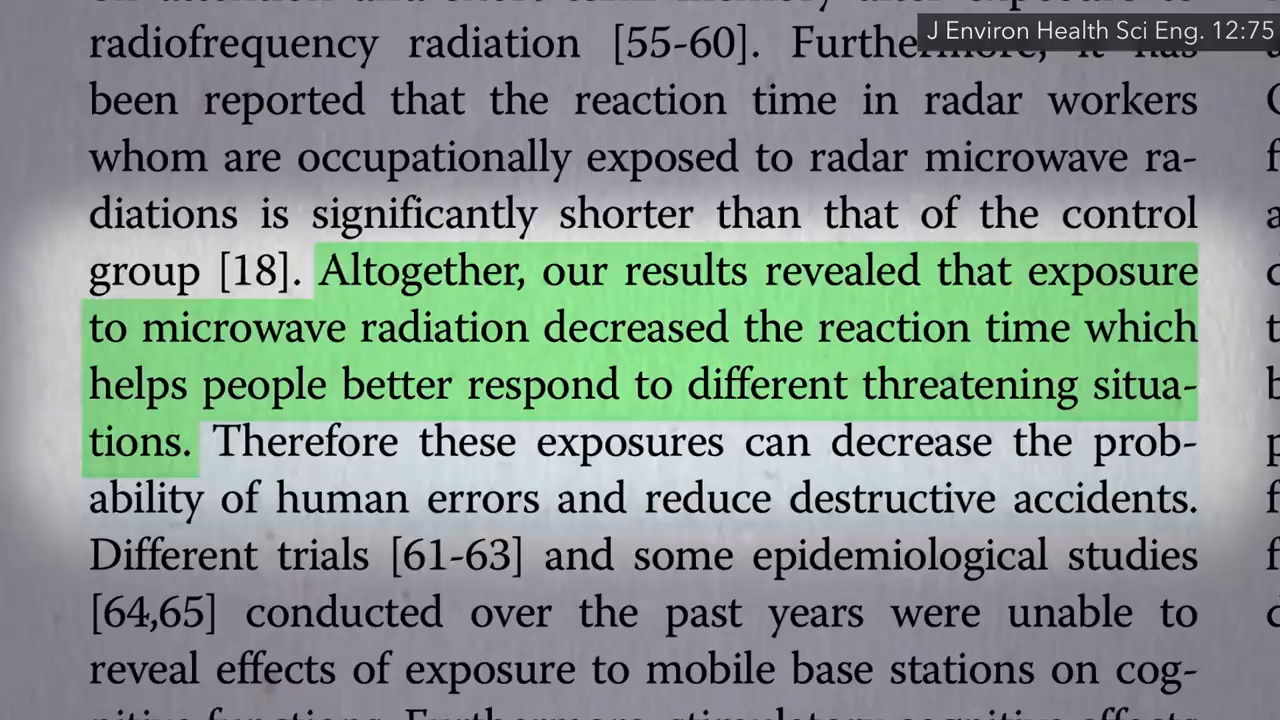 J Environ Health Sci Eng. 12:75
radiofrequency radiation [55-60]. Furthermore, it has
been reported that the reaction time in radar workers
whom are occupationally exposed to radar microwave ra-
diations is significantly shorter than that of the control
group [18]. Altogether, our results revealed that exposure
to microwave radiation decreased the reaction time which
helps people better respond to different threatening situa-
tions. Therefore these exposures can decrease the prob-
ability of human errors and reduce destructive accidents.
Different trials [61-63] and some epidemiological studies
[64,65] conducted over the past years were unable to
reveal effects of exposure to mobile base stations on cog-